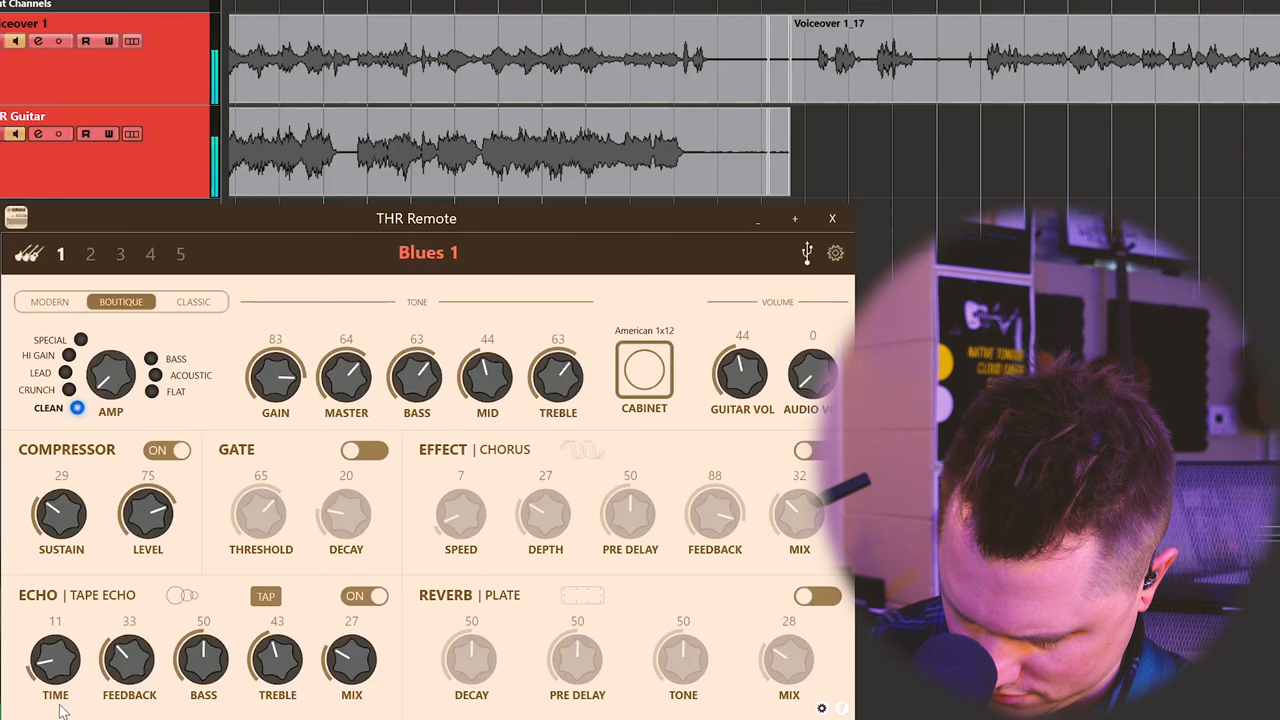 t Channels
iceover 1
e R W
Voiceover 1_17
R Guitar
e R W
THR Remote
_ + X
1 2 3 4 5
Blues 1
MODERN BOUTIQUE CLASSIC
TONE
VOLUME
SPECIAL
HI GAIN
LEAD
CRUNCH
CLEAN
AMP
BASS
ACOUSTIC
FLAT
83 64 63 44 63
GAIN MASTER BASS MID TREBLE
American 1x12
CABINET
44 0
GUITAR VOL AUDIO VO
COMPRESSOR ON
29 75
SUSTAIN LEVEL
GATE
65 20
THRESHOLD DECAY
EFFECT | CHORUS
7 27 50 88 32
SPEED DEPTH PRE DELAY FEEDBACK MIX
ECHO | TAPE ECHO TAP ON
11 33 50 43 27
TIME FEEDBACK BASS TREBLE MIX
REVERB | PLATE
50 50 50 28
DECAY PRE DELAY TONE MIX
?
NATIVE
CLOUD